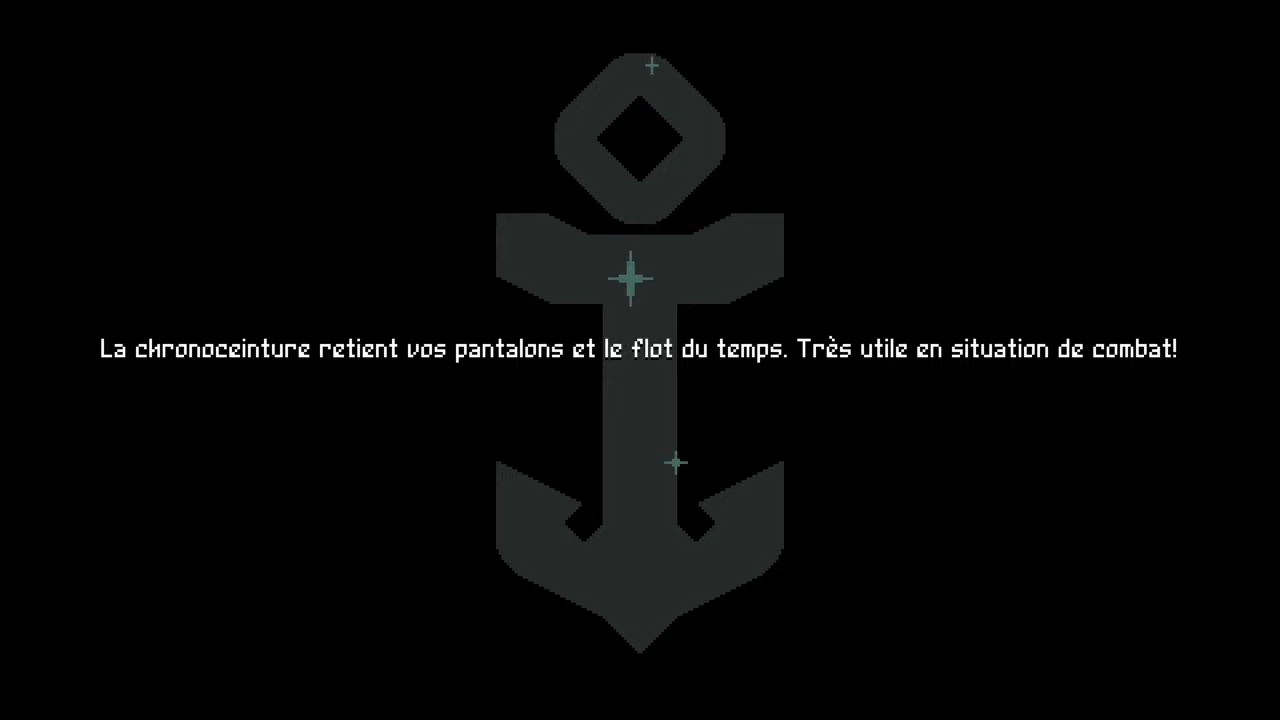 La chronoceinture retient vos pantalons et le flot du temps. Très utile en situation de combat!